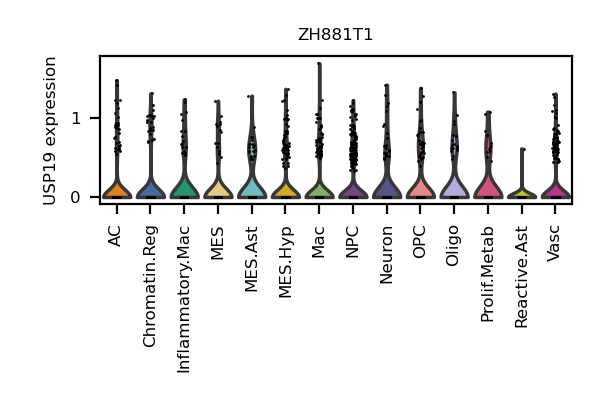 ZH881T1
USP19 expression
1
0
AC
Chromatin.Reg
Inflammatory.Mac
MES
MES.Ast
MES.Hyp
Mac
NPC
Neuron
OPC
Oligo
Prolif.Metab
Reactive.Ast
Vasc